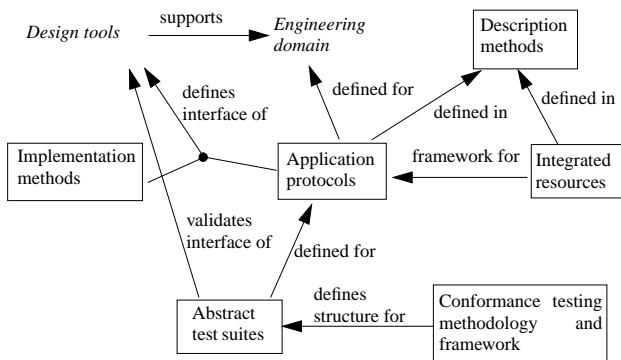 supports
Design tools
Engineering
domain
Description
methods
defines
interface of
defined for
defined in
defined in
Implementation
methods
Application
protocols
framework for
Integrated
resources
validates
interface of
defined for
Abstract
test suites
defines
structure for
Conformance testing
methodology and
framework